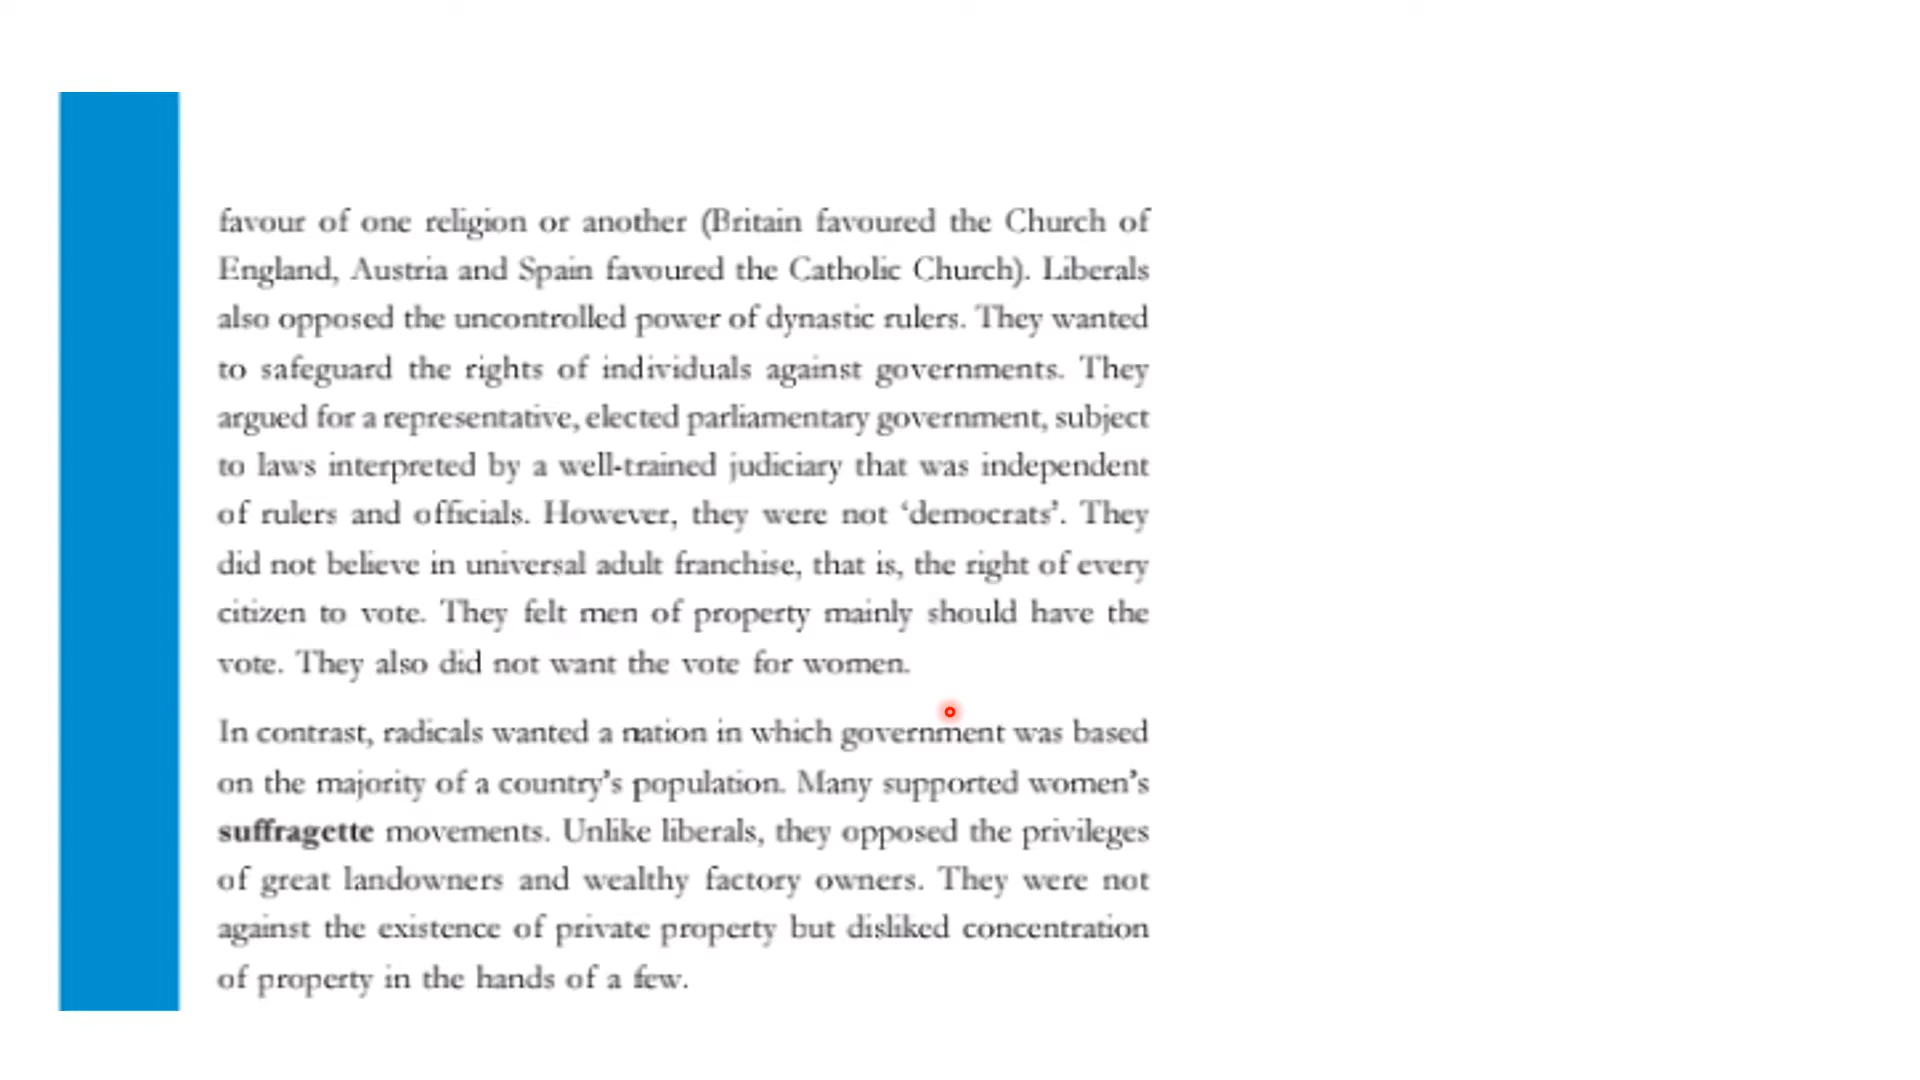 favour of one religion or another (Britain favoured the Church of
England, Austria and Spain favoured the Catholic Church). Liberals
also opposed the uncontrolled power of dynastic rulers. They wanted
to safeguard the rights of individuals against governments. They
argued for a representative, elected parliamentary government, subject
to laws interpreted by a well-trained judiciary that was independent
of rulers and officials. However, they were not ‘democrats’. They
did not believe in universal adult franchise, that is, the right of every
citizen to vote. They felt men of property mainly should have the
vote. They also did not want the vote for women.
In contrast, radicals wanted a nation in which government was based
on the majority of a country’s population. Many supported women’s
suffragette movements. Unlike liberals, they opposed the privileges
of great landowners and wealthy factory owners. They were not
against the existence of private property but disliked concentration
of property in the hands of a few.